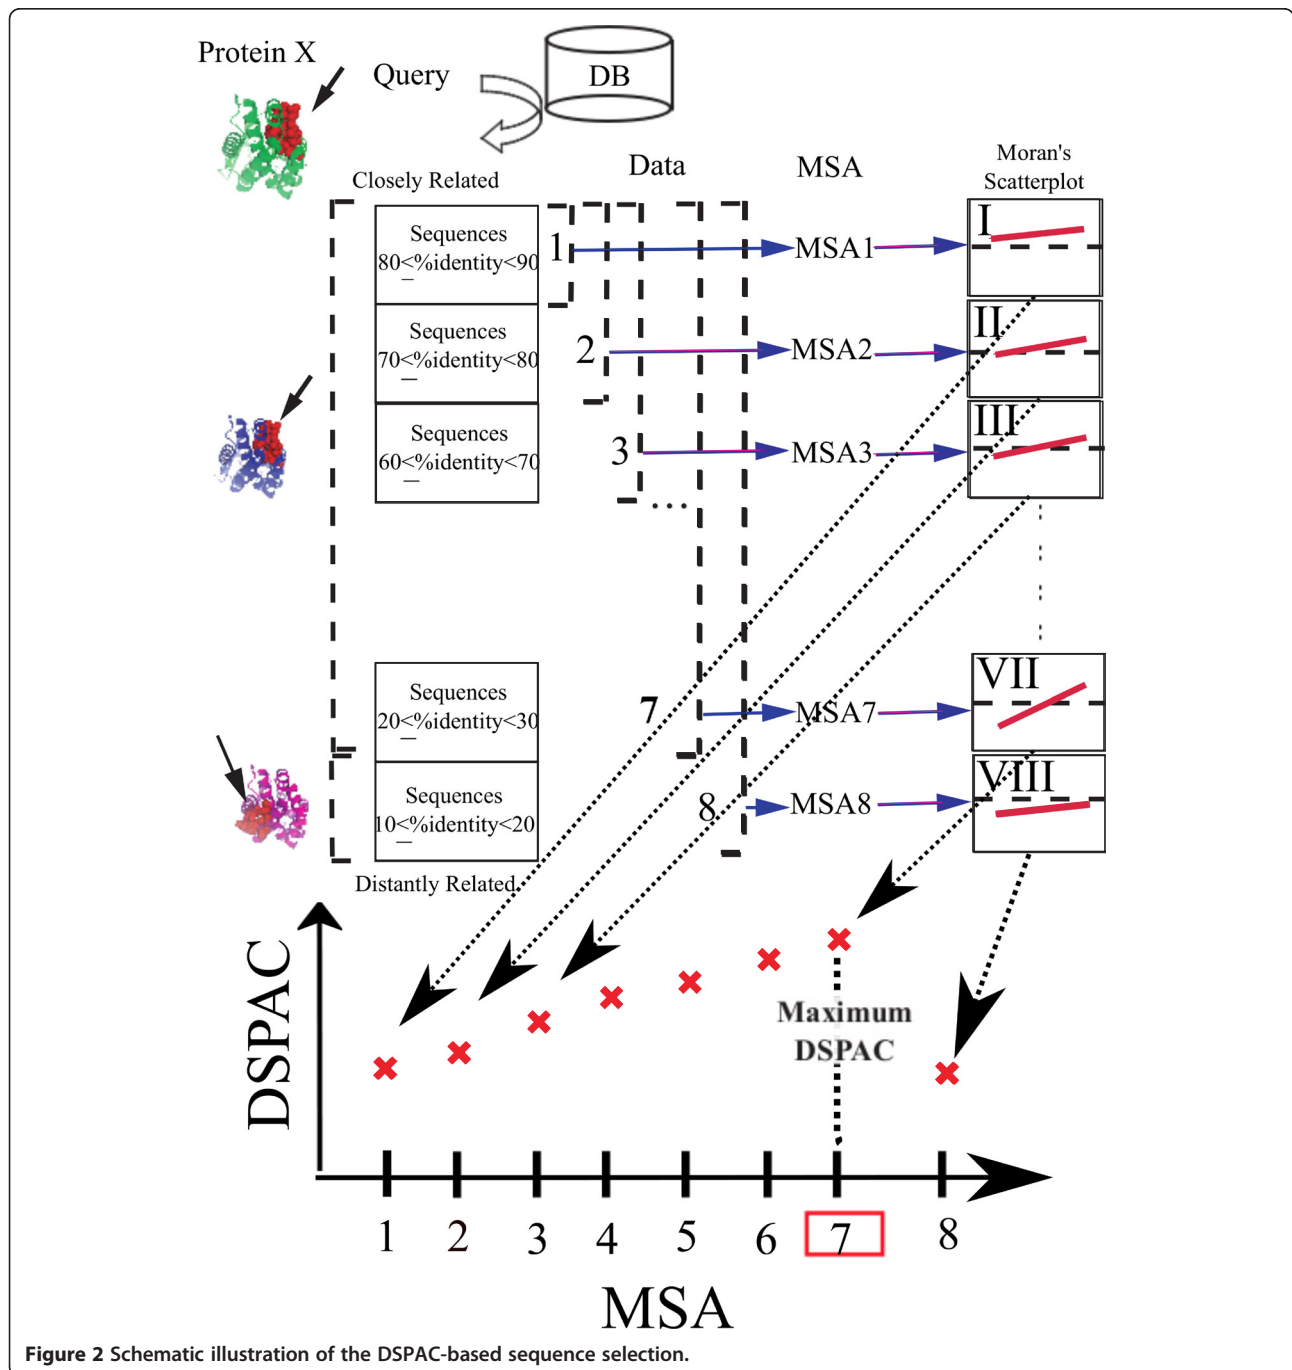 Protein X
Query
DB
Closely Related
Data
MSA
Moran's
Scatterplot
Sequences
80≤%identity<90
1
MSA1
I
Sequences
70≤%identity<80
2
MSA2
II
Sequences
60≤%identity<70
3
MSA3
III
...
Sequences
20≤%identity<30
7
MSA7
VII
Sequences
10≤%identity<20
8
MSA8
VIII
Distantly Related
DSPAC
Maximum
DSPAC
1 2 3 4 5 6 7 8
MSA
Figure 2 Schematic illustration of the DSPAC-based sequence selection.